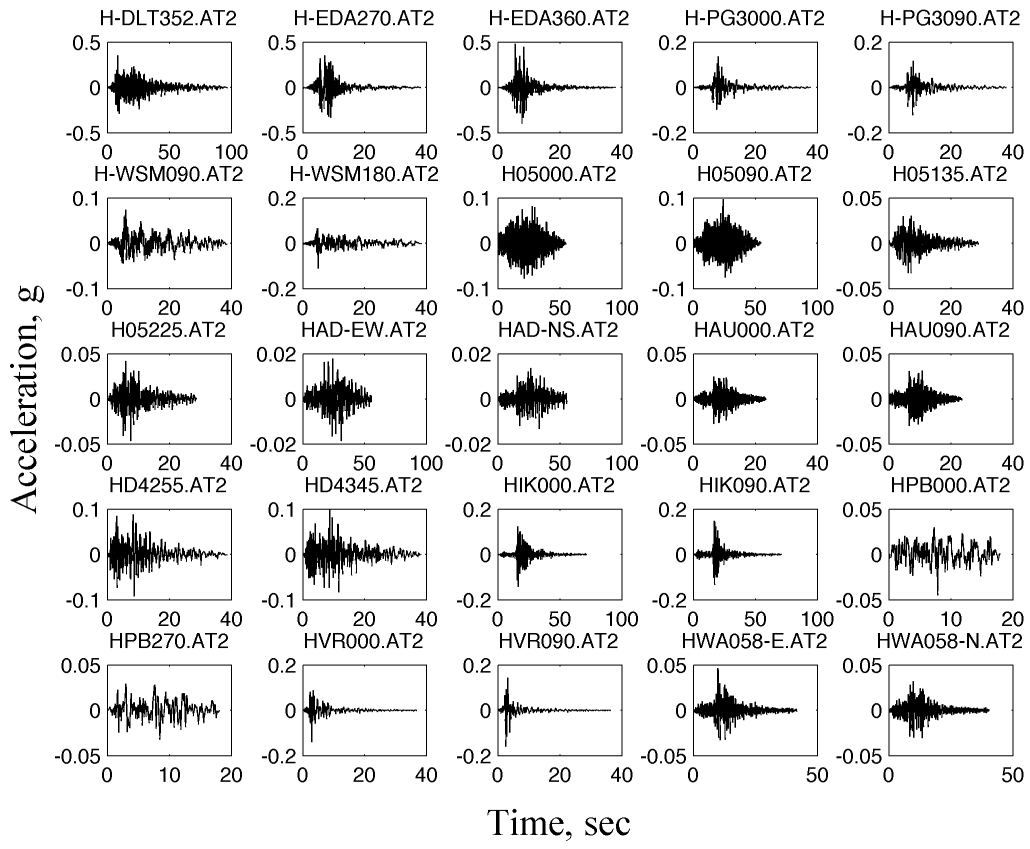 H-DLT352.AT2 H-EDA270.AT2 H-EDA360.AT2 H-PG3000.AT2 H-PG3090.AT2
0.5 0.5 0.5 0.2 0.2
0 0 0 0 0
-0.5 -0.5 -0.5 -0.2 -0.2
0 50 100 0 20 40 0 20 40 0 20 40 0 20 40
H-WSM090.AT2 H-WSM180.AT2 H05000.AT2 H05090.AT2 H05135.AT2
0.1 0.2 0.1 0.1 0.05
0 0 0 0 0
-0.1 -0.2 -0.1 -0.1 -0.05
0 20 40 0 20 40 0 50 100 0 50 100 0 20 40
H05225.AT2 HAD-EW.AT2 HAD-NS.AT2 HAU000.AT2 HAU090.AT2
0.05 0.02 0.02 0.05 0.05
0 0 0 0 0
-0.05 -0.02 -0.02 -0.05 -0.05
0 20 40 0 50 100 0 50 100 0 20 40 0 20 40
HD4255.AT2 HD4345.AT2 HIK000.AT2 HIK090.AT2 HPB000.AT2
0.1 0.1 0.2 0.2 0.05
0 0 0 0 0
-0.1 -0.1 -0.2 -0.2 -0.05
0 20 40 0 20 40 0 50 100 0 50 100 0 10 20
HPB270.AT2 HVR000.AT2 HVR090.AT2 HWA058-E.AT2 HWA058-N.AT2
0.05 0.2 0.2 0.05 0.05
0 0 0 0 0
-0.05 -0.2 -0.2 -0.05 -0.05
0 10 20 0 20 40 0 20 40 0 50 0 50
Acceleration, g
Time, sec